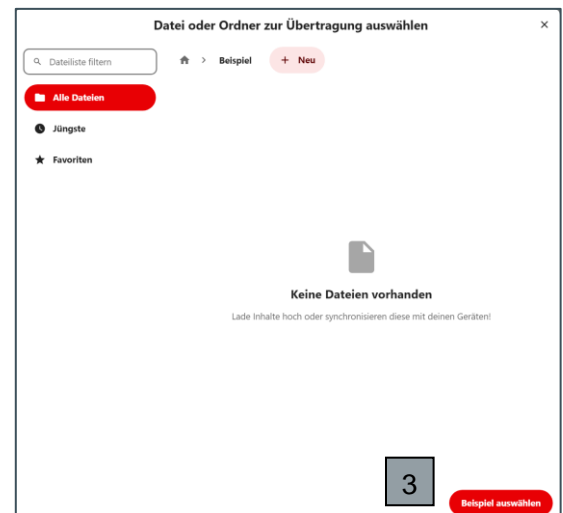 Datei oder Ordner zur Übertragung auswählen
Dateiliste filtern
Beispiel
+ Neu
Alle Dateien
Jüngste
Favoriten
Keine Dateien vorhanden
Lade Inhalte hoch oder synchronisieren diese mit deinen Geräten!
3
Beispiel auswählen